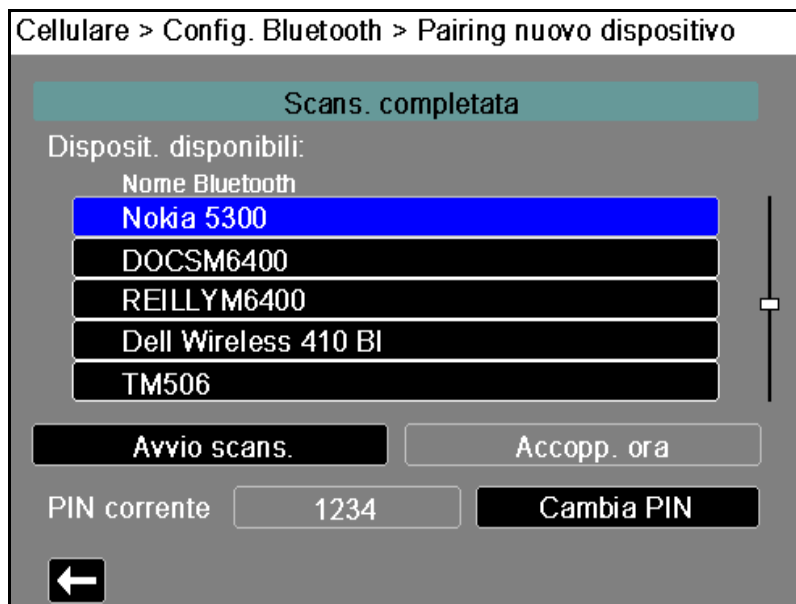 Cellulare > Config. Bluetooth > Pairing nuovo dispositivo
Scans. completata
Disposit. disponibili:
Nome Bluetooth
Nokia 5300
DOCSM6400
REILLYM6400
Dell Wireless 410 Bl
TM506
Avvio scans. Accopp. ora
PIN corrente 1234 Cambia PIN